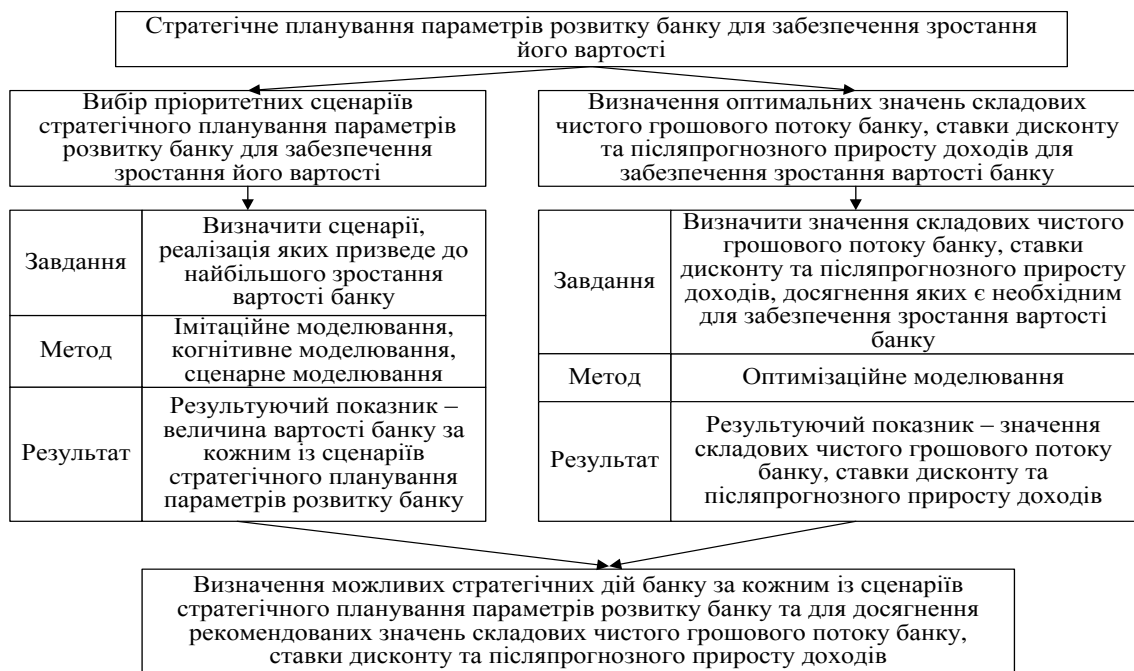 Стратегічне планування параметрів розвитку банку для забезпечення зростання
його вартості
Вибір пріоритетних сценаріїв
стратегічного планування параметрів
розвитку банку для забезпечення
зростання його вартості
Завдання
Визначити сценарії,
реалізація яких призведе до
найбільшого зростання
вартості банку
Метод
Імітаційне моделювання,
когнітивне моделювання,
сценарне моделювання
Результат
Результуючий показник –
величина вартості банку за
кожним із сценаріїв
стратегічного планування
параметрів розвитку банку
Визначення оптимальних значень складових
чистого грошового потоку банку, ставки дисконту
та післяпрогнозного приросту доходів для
забезпечення зростання вартості банку
Завдання
Визначити значення складових чистого
грошового потоку банку, ставки
дисконту та післяпрогнозного приросту
доходів, досягнення яких є необхідним
для забезпечення зростання вартості
банку
Метод
Оптимізаційне моделювання
Результат
Результуючий показник – значення
складових чистого грошового потоку
банку, ставки дисконту та
післяпрогнозного приросту доходів
Визначення можливих стратегічних дій банку за кожним із сценаріїв
стратегічного планування параметрів розвитку банку та для досягнення
рекомендованих значень складових чистого грошового потоку банку,
ставки дисконту та післяпрогнозного приросту доходів